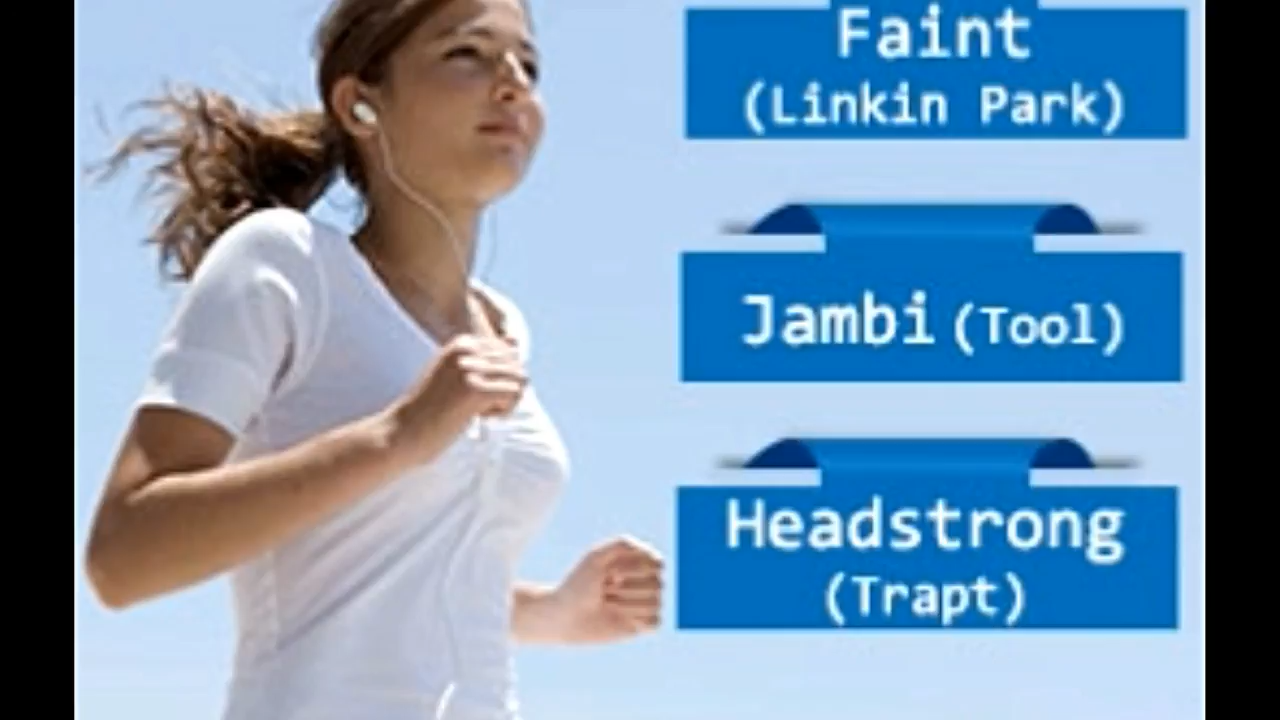 Faint
(Linkin Park)
Jambi (Tool)
Headstrong
(Trapt)